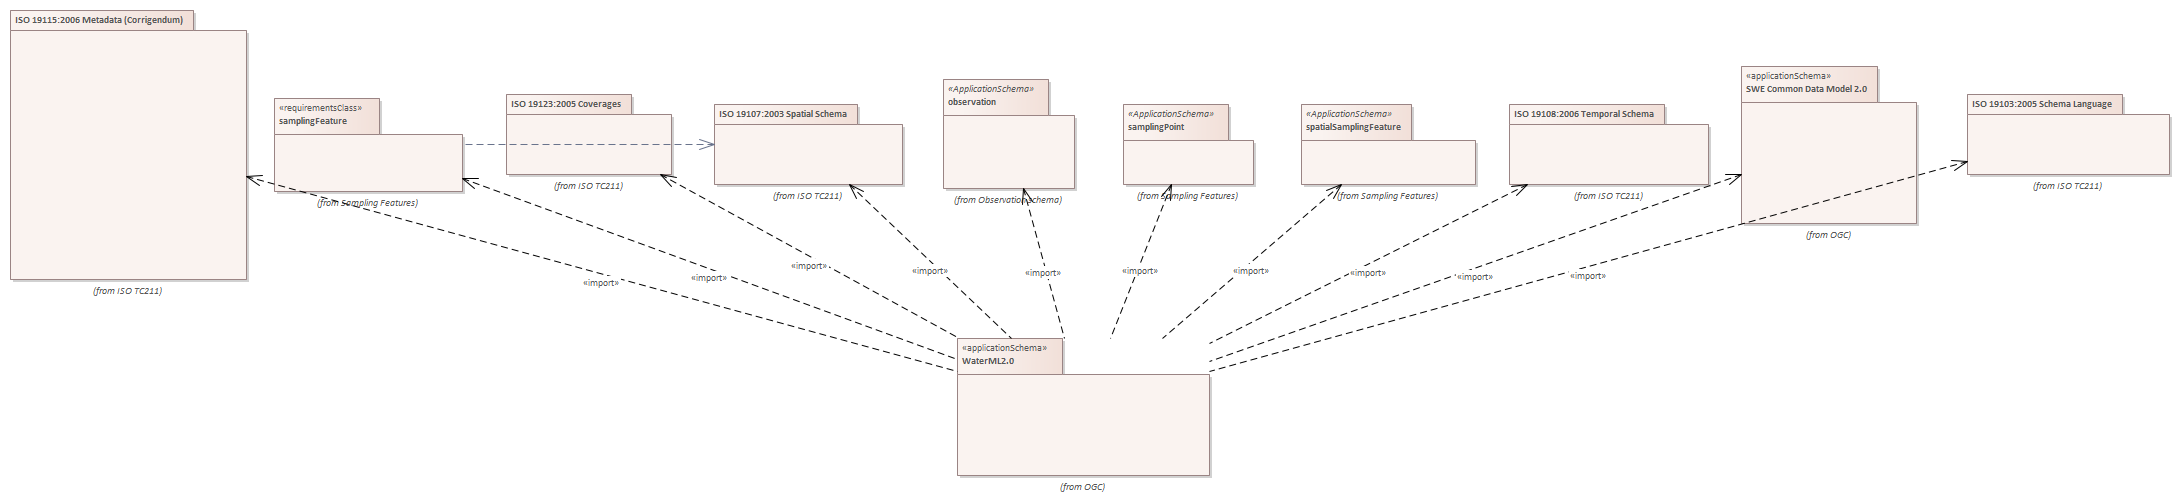 ISO 19115:2006 Metadata (Corrigendum)
(from ISO TC211)
«requirementsClass»
samplingFeature
(from Sampling Features)
ISO 19123:2005 Coverages
(from ISO TC211)
ISO 19107:2003 Spatial Schema
(from ISO TC211)
«ApplicationSchema»
observation
(from ObservationSchema)
«ApplicationSchema»
samplingPoint
(from Sampling Features)
«ApplicationSchema»
spatialSamplingFeature
(from Sampling Features)
ISO 19108:2006 Temporal Schema
(from ISO TC211)
«applicationSchema»
SWE Common Data Model 2.0
(from OGC)
ISO 19103:2005 Schema Language
(from ISO TC211)
«import»
«import»
«import»
«import»
«import»
«import»
«import»
«import»
«import»
«import»
«applicationSchema»
WaterML2.0
(from OGC)